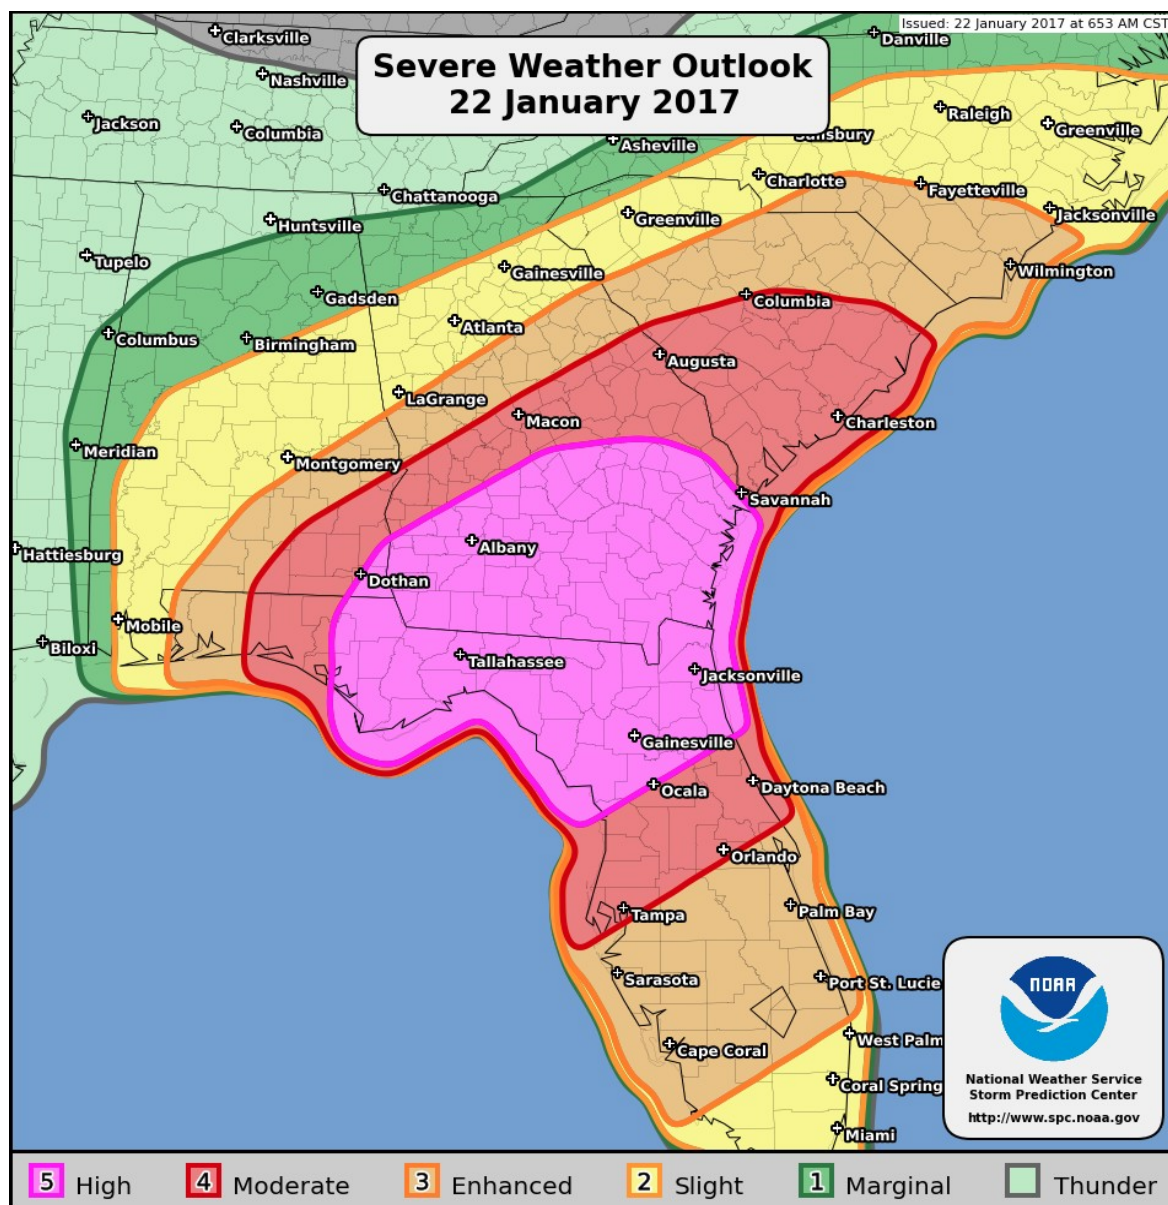 Issued: 22 January 2017 at 653 AM CST
Severe Weather Outlook
22 January 2017
Clarksville
Danville
Nashville
Jackson
Columbia
Raleigh
Greenville
Asheville
Chattanooga
Charlotte
Fayetteville
Huntsville
Greenville
Jacksonville
Tupelo
Gainesville
Wilmington
Gadsden
Columbia
Atlanta
Columbus
Birmingham
Augusta
LaGrange
Macon
Charleston
Meridian
Montgomery
Savannah
Hattiesburg
Albany
Dothan
Mobile
Biloxi
Tallahassee
Jacksonville
Gainesville
Ocala
Daytona Beach
Orlando
Tampa
Palm Bay
Sarasota
Port St. Lucie
Cape Coral
West Palm
Coral Spring
Miami
NOAA
National Weather Service
Storm Prediction Center
http://www.spc.noaa.gov
5 High 4 Moderate 3 Enhanced 2 Slight 1 Marginal Thunder